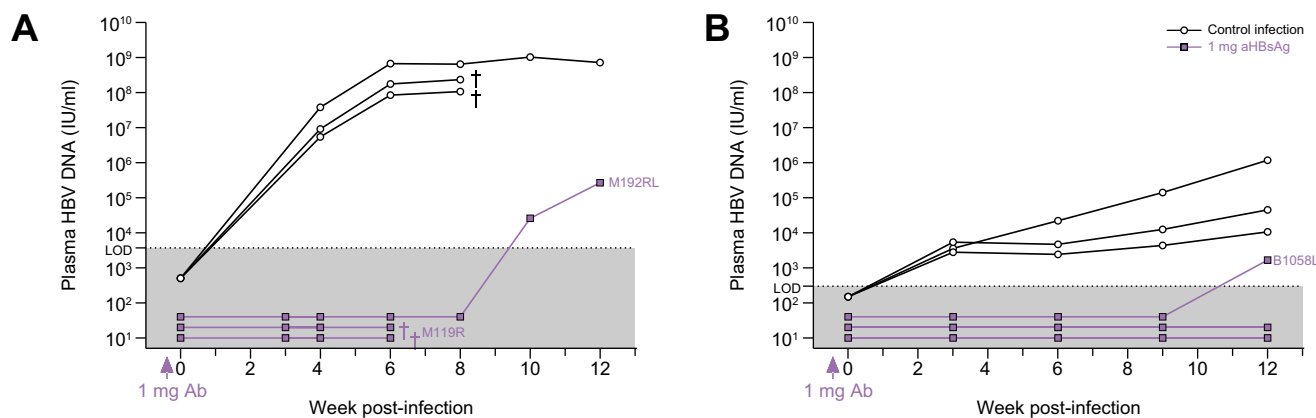 A
B
Plasma HBV DNA (IU/ml)
10¹⁰
10⁹
10⁸
10⁷
10⁶
10⁵
10⁴
LOD
10³
10²
10¹
†
†
M192RL
†
†
M119R
0
2
4
6
8
10
12
1 mg Ab
Week post-infection
Plasma HBV DNA (IU/ml)
10¹⁰
10⁹
10⁸
10⁷
10⁶
10⁵
10⁴
10³
LOD
10²
10¹
Control infection
1 mg aHBsAg
B1058L
0
2
4
6
8
10
12
1 mg Ab
Week post-infection